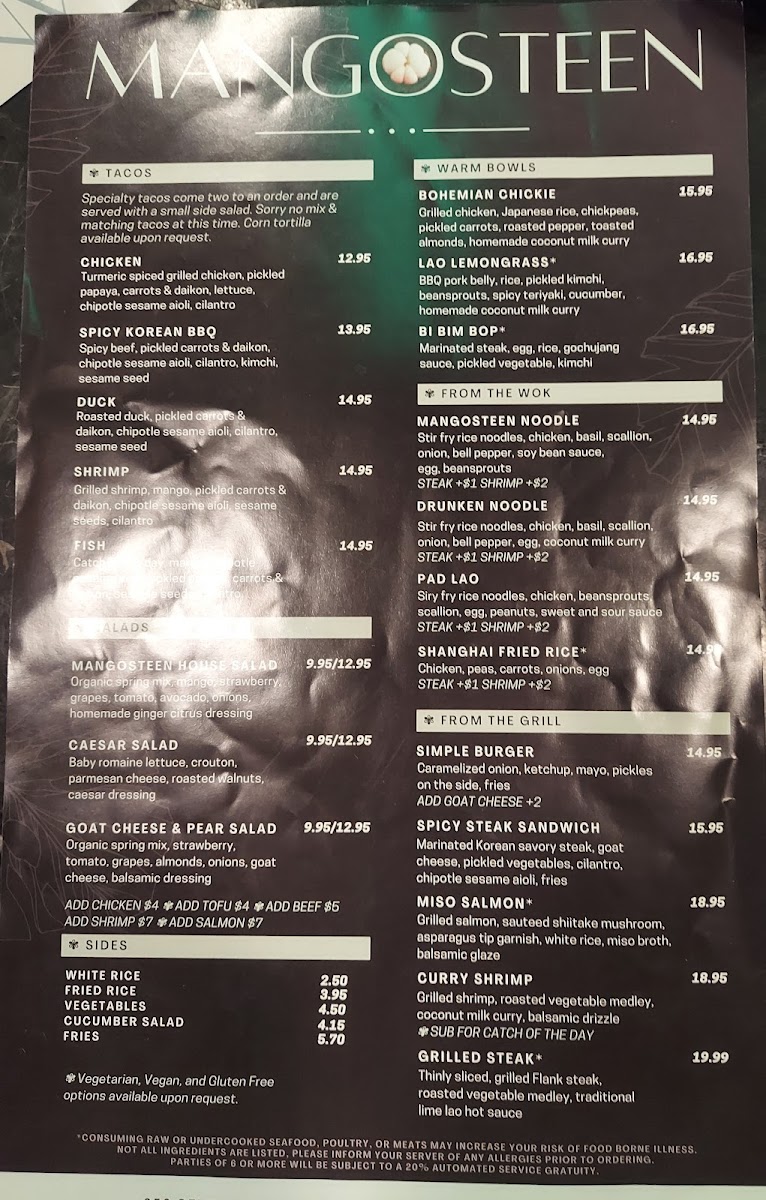 MANGOSTEEN
TACOS
Specialty tacos come two to an order and are
served with a small side salad. Sorry no mix &
matching tacos at this time. Corn tortilla
available upon request.
CHICKEN 12.95
Turmeric spiced grilled chicken, pickled
papaya, carrots & daikon, lettuce,
chipotle sesame aioli, cilantro
SPICY KOREAN BBQ 13.95
Spicy beef, pickled carrots & daikon,
chipotle sesame aioli, cilantro, kimchi,
sesame seed
DUCK 14.95
Roasted duck, pickled carrots &
daikon, chipotle sesame aioli, cilantro,
sesame seed
SHRIMP 14.95
Grilled shrimp, mango, pickled carrots &
daikon, chipotle sesame aioli, sesame
seeds, cilantro
FISH 14.95
Catch
carrots &
SALADS
MANGOSTEEN HOUSE SALAD 9.95/12.95
Organic spring mix, mango, strawberry,
grapes, tomato, avocado, onions,
homemade ginger citrus dressing
CAESAR SALAD 9.95/12.95
Baby romaine lettuce, crouton,
parmesan cheese, roasted walnuts,
caesar dressing
GOAT CHEESE & PEAR SALAD 9.95/12.95
Organic spring mix, strawberry,
tomato, grapes, almonds, onions, goat
cheese, balsamic dressing
ADD CHICKEN $4 ADD TOFU $4 ADD BEEF $5
ADD SHRIMP $7 ADD SALMON $7
SIDES
WHITE RICE 2.50
FRIED RICE 3.95
VEGETABLES 4.50
CUCUMBER SALAD 4.15
FRIES 5.70
Vegetarian, Vegan, and Gluten Free
options available upon request.
WARM BOWLS
BOHEMIAN CHICKIE 15.95
Grilled chicken, Japanese rice, chickpeas,
pickled carrots, roasted pepper, toasted
almonds, homemade coconut milk curry
LAO LEMONGRASS* 16.95
BBQ pork belly, rice, pickled kimchi,
beansprouts, spicy teriyaki, cucumber,
homemade coconut milk curry
BI BIM BOP* 16.95
Marinated steak, egg, rice, gochujang
sauce, pickled vegetable, kimchi
FROM THE WOK
MANGOSTEEN NOODLE 14.95
Stir fry rice noodles, chicken, basil, scallion,
onion, bell pepper, soy bean sauce,
egg, beansprouts
STEAK +$1 SHRIMP +$2
DRUNKEN NOODLE 14.95
Stir fry rice noodles, chicken, basil, scallion,
onion, bell pepper, egg, coconut milk curry
STEAK +$1 SHRIMP +$2
PAD LAO 14.95
Siry fry rice noodles, chicken, beansprouts,
scallion, egg, peanuts, sweet and sour sauce
STEAK +$1 SHRIMP +$2
SHANGHAI FRIED RICE* 14.95
Chicken, peas, carrots, onions, egg
STEAK +$1 SHRIMP +$2
FROM THE GRILL
SIMPLE BURGER 14.95
Caramelized onion, ketchup, mayo, pickles
on the side, fries
ADD GOAT CHEESE +2
SPICY STEAK SANDWICH 15.95
Marinated Korean savory steak, goat
cheese, pickled vegetables, cilantro,
chipotle sesame aioli, fries
MISO SALMON* 18.95
Grilled salmon, sauteed shiitake mushroom,
asparagus tip garnish, white rice, miso broth,
balsamic glaze
CURRY SHRIMP 18.95
Grilled shrimp, roasted vegetable medley,
coconut milk curry, balsamic drizzle
SUB FOR CATCH OF THE DAY
GRILLED STEAK* 19.99
Thinly sliced, grilled Flank steak,
roasted vegetable medley, traditional
lime lao hot sauce
*CONSUMING RAW OR UNDERCOOKED SEAFOOD, POULTRY, OR MEATS MAY INCREASE YOUR RISK OF FOOD BORNE ILLNESS.
NOT ALL INGREDIENTS ARE LISTED, PLEASE INFORM YOUR SERVER OF ANY ALLERGIES PRIOR TO ORDERING.
PARTIES OF 6 OR MORE WILL BE SUBJECT TO A 20% AUTOMATED SERVICE GRATUITY.